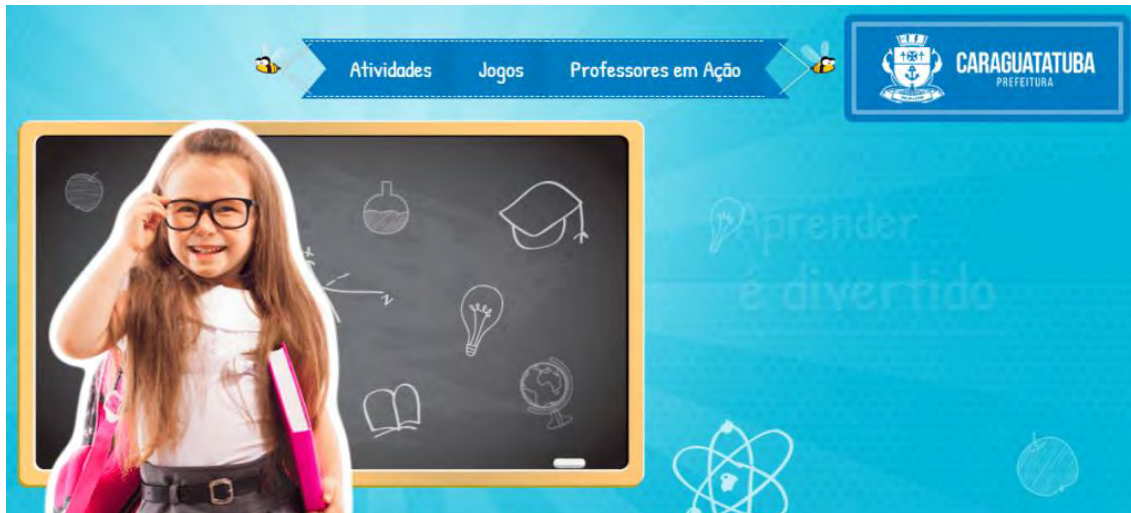 Atividades Jogos Professores em Ação
CARAGUATATUBA
PREFEITURA
Aprender
é divertido